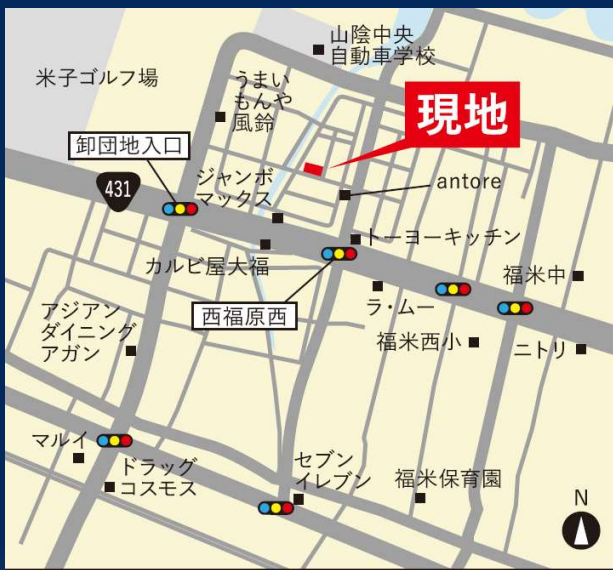 山陰中央
自動車学校
米子ゴルフ場
うまい
もんや
風鈴
現地
卸団地入口
431
ジャンボ
マックス
antore
トーヨーキッチン
カルビ屋大福
福米中
西福原西
ラ・ムー
アジアン
ダイニング
アガン
福米西小
ニトリ
マルイ
ドラッグ
コスモス
セブン
イレブン
福米保育園
N